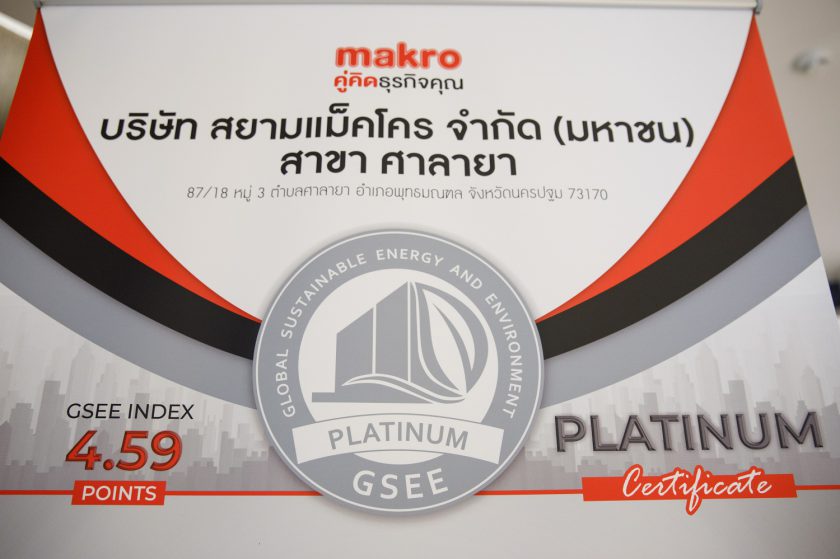 makro
คู่คิดธุรกิจคุณ
บริษัท สยามแม็คโคร จำกัด (มหาชน)
สาขา ศาลายา
87/18 หมู่ 3 ตำบลศาลายา อำเภอพุทธมณฑล จังหวัดนครปฐม 73170
GLOBAL SUSTAINABLE ENERGY AND ENVIRONMENT
PLATINUM
GSEE
GSEE INDEX
4.59
POINTS
PLATINUM
Certificate